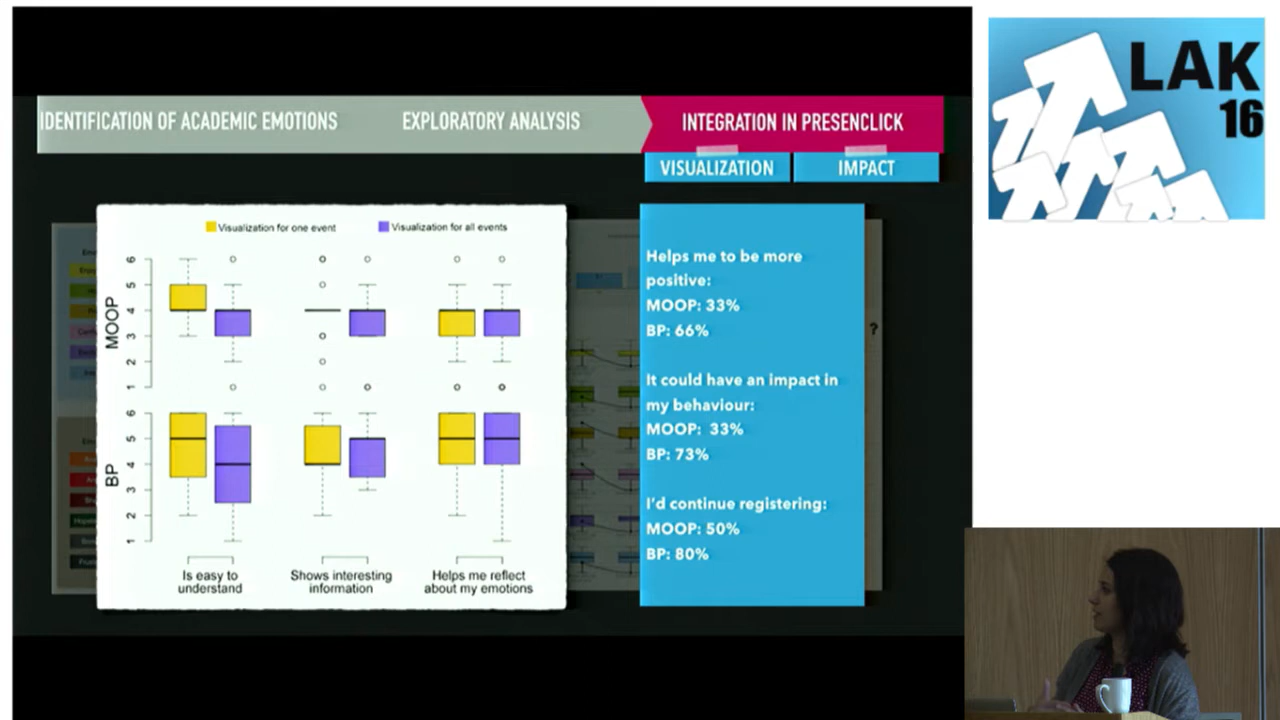 IDENTIFICATION OF ACADEMIC EMOTIONS
EXPLORATORY ANALYSIS
INTEGRATION IN PRESENCLICK
VISUALIZATION
IMPACT
LAK
16
Visualization for one event
Visualization for all events
MOOP
6
5
4
3
2
1
BP
6
5
4
3
2
1
Is easy to
understand
Shows interesting
information
Helps me reflect
about my emotions
Helps me to be more
positive:
MOOP: 33%
BP: 66%
It could have an impact in
my behaviour:
MOOP: 33%
BP: 73%
I'd continue registering:
MOOP: 50%
BP: 80%
?